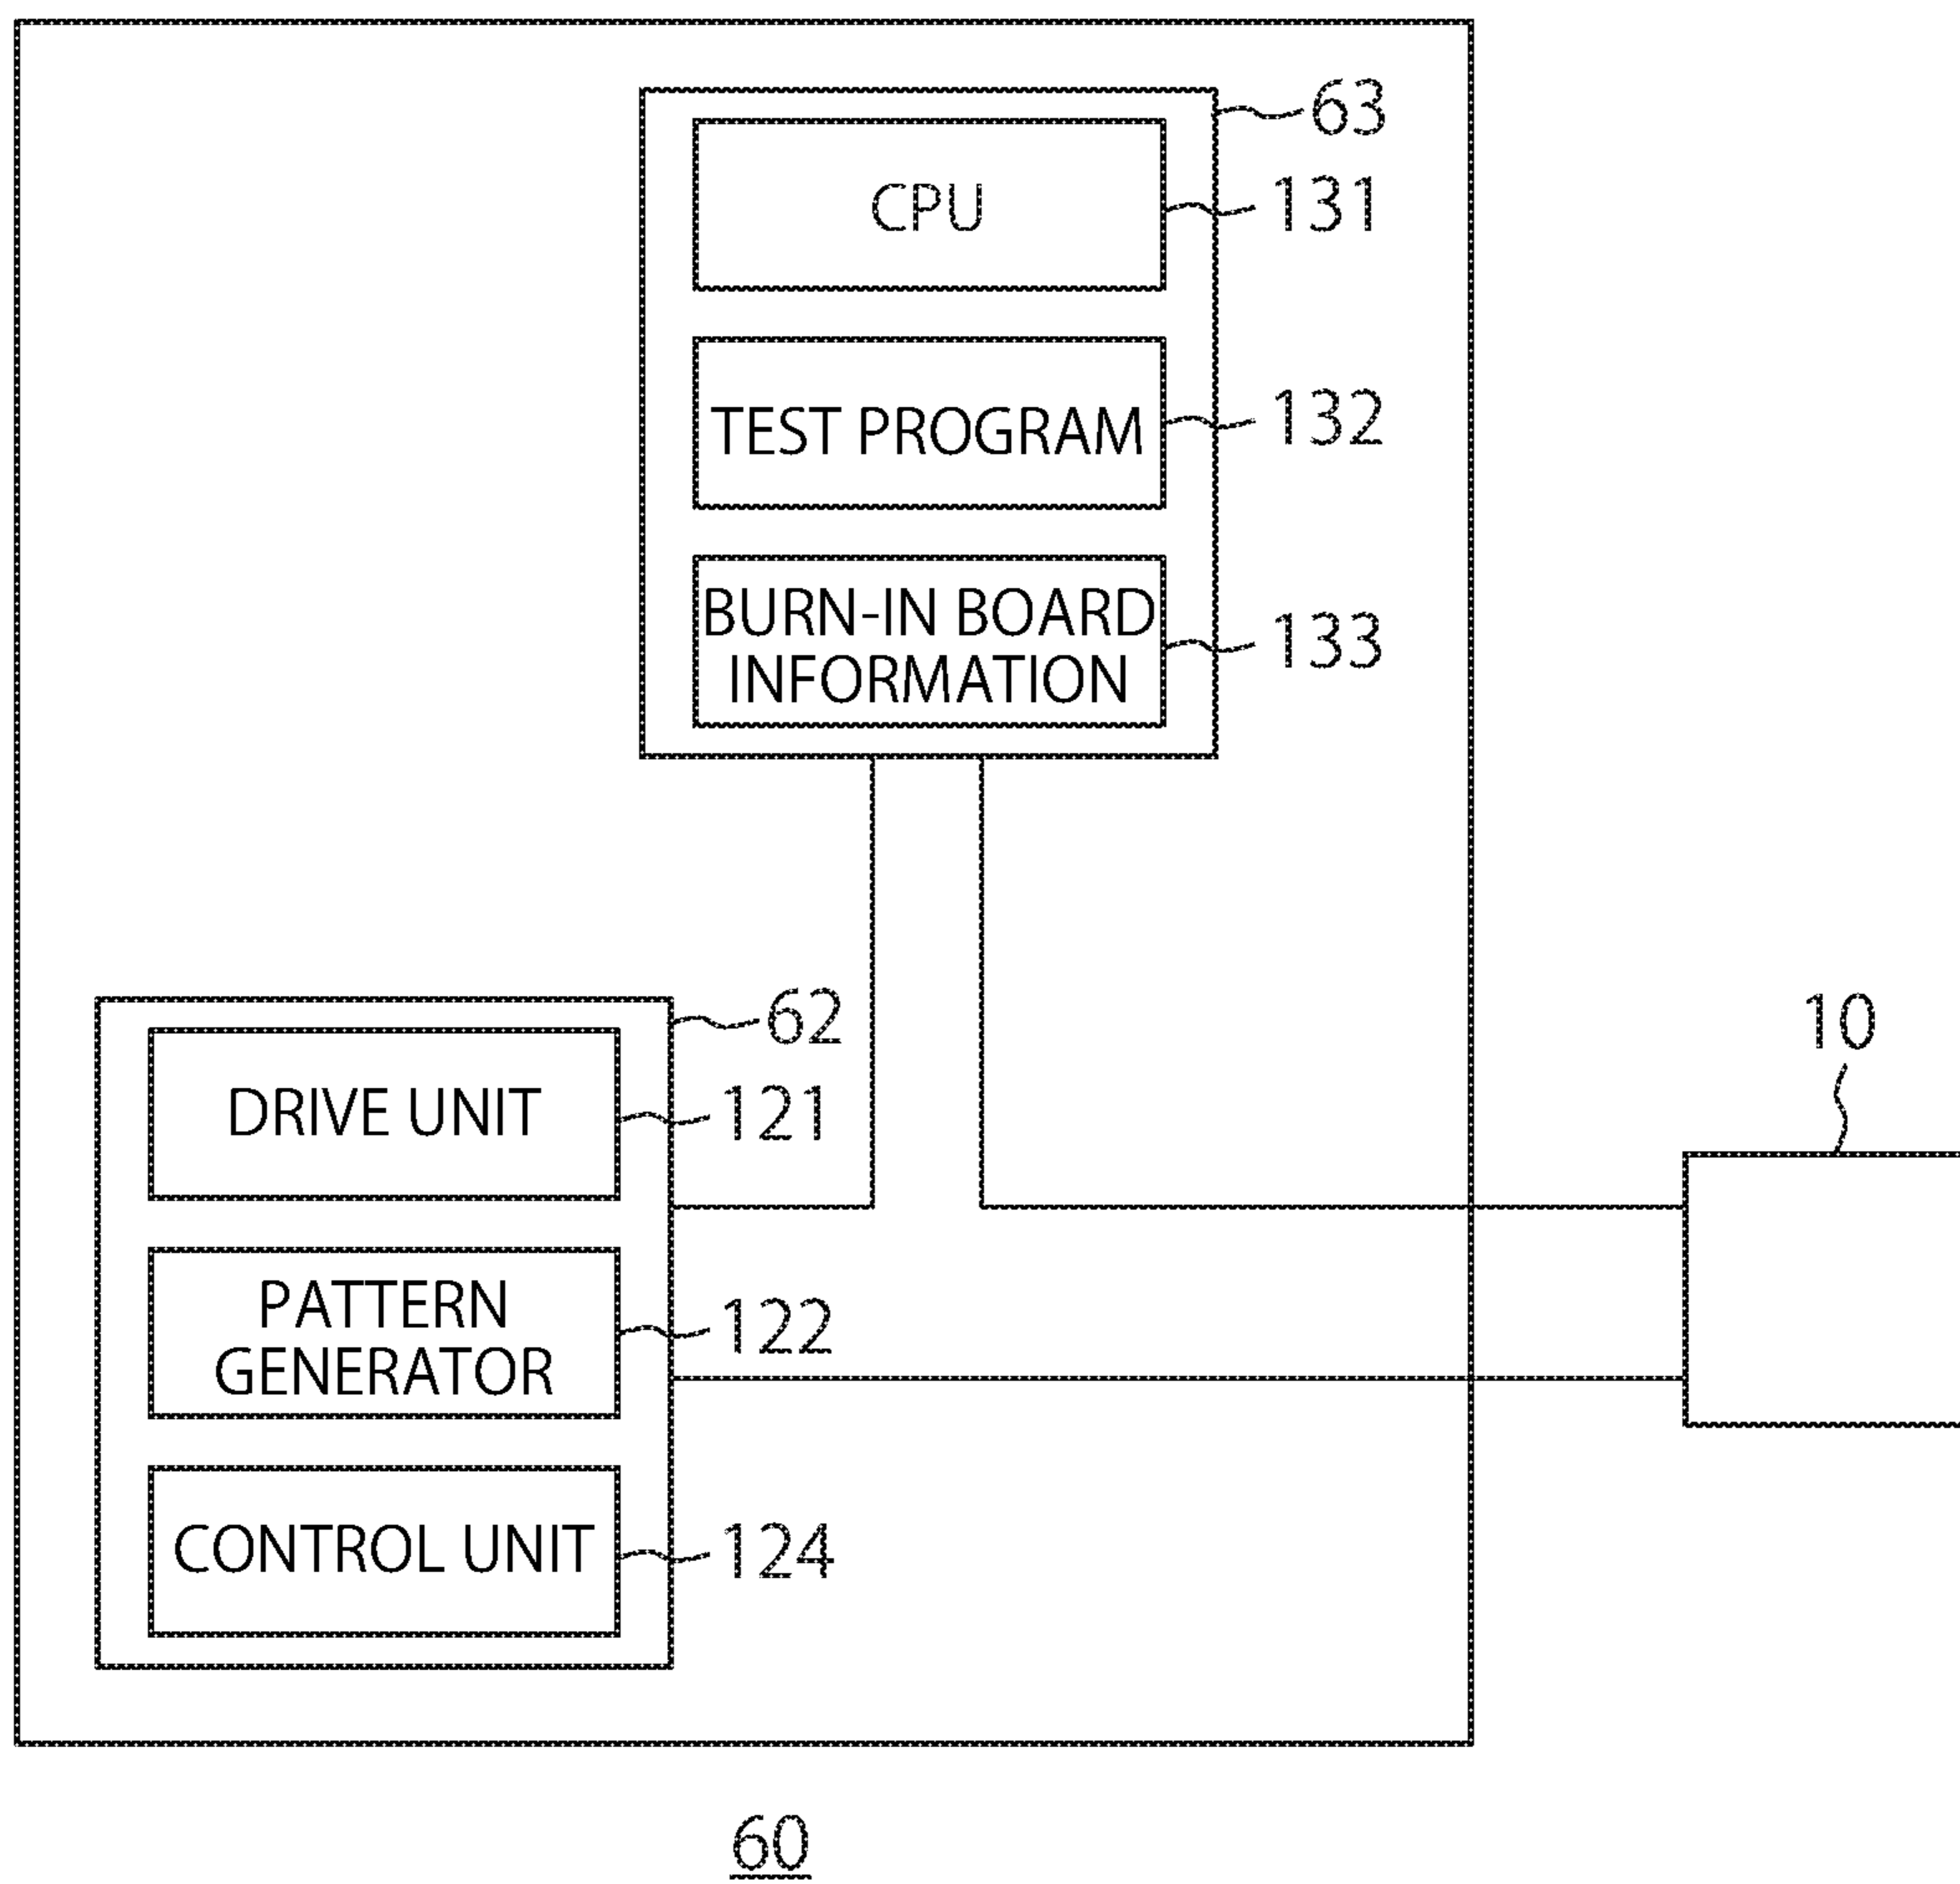 63
CPU
131
TEST PROGRAM
132
BURN-IN BOARD
INFORMATION
133
62
DRIVE UNIT
121
10
PATTERN
GENERATOR
122
CONTROL UNIT
124
60